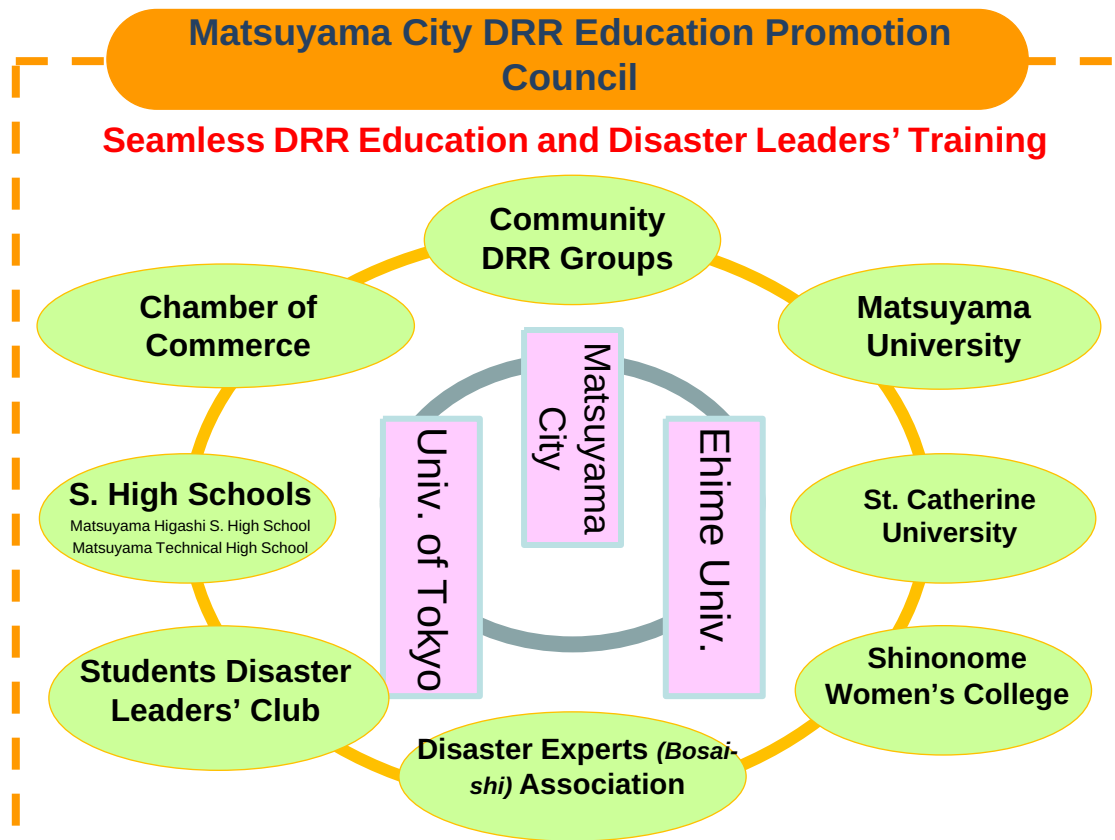 Matsuyama City DRR Education Promotion
Council
Seamless DRR Education and Disaster Leaders’ Training
Community
DRR Groups
Chamber of
Commerce
Matsuyama
University
Matsuyama
City
Univ. of Tokyo
Ehime Univ.
S. High Schools
Matsuyama Higashi S. High School
Matsuyama Technical High School
St. Catherine
University
Students Disaster
Leaders’ Club
Shinonome
Women’s College
Disaster Experts (Bosai-
shi) Association